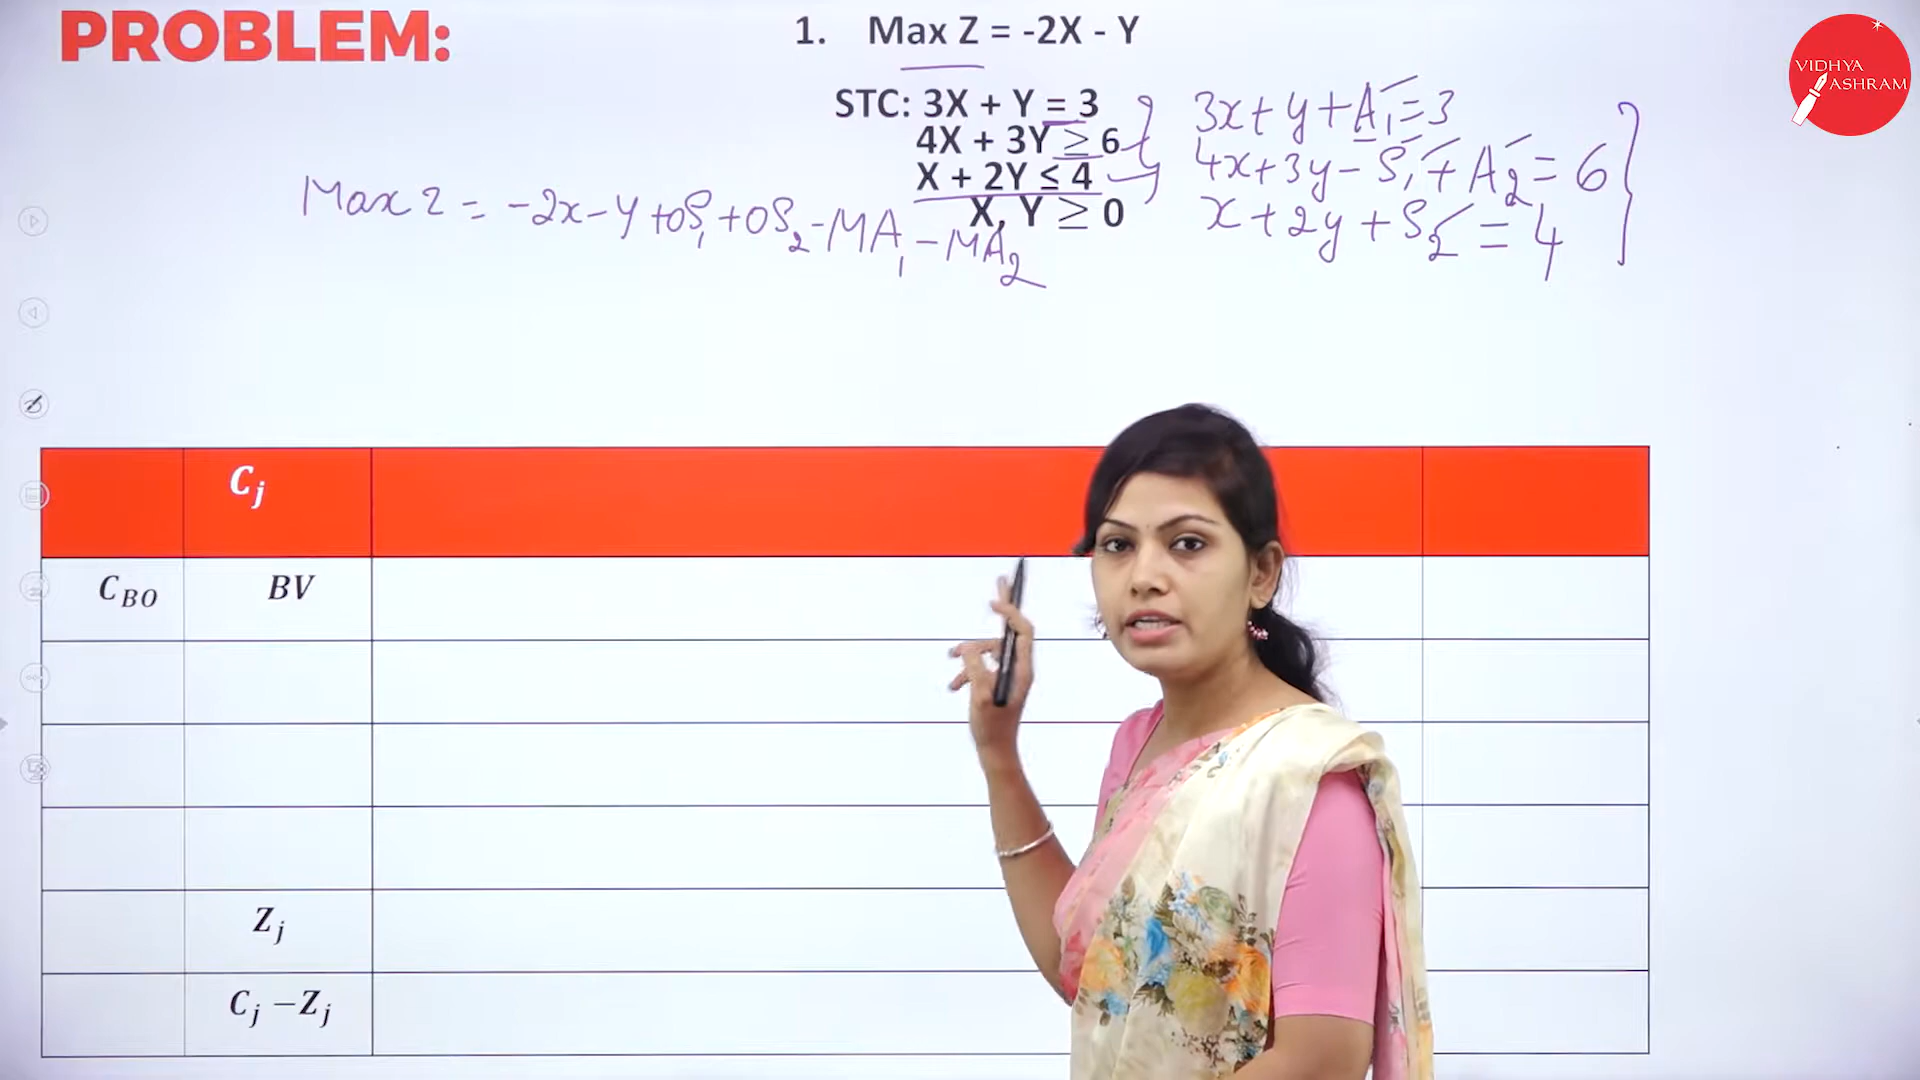 PROBLEM:
1. Max Z = -2X - Y
STC: 3X + Y = 3
4X + 3Y ≥ 6
X + 2Y ≤ 4
X, Y ≥ 0
3x + y + A₁ = 3
4x + 3y - S₁ + A₂ = 6
x + 2y + S₂ = 4
Max Z = -2x - y + 0S₁ + 0S₂ - MA₁ - MA₂
VIDHYA
ASHRAM
Cj
CBO BV
Zj
Cj - Zj